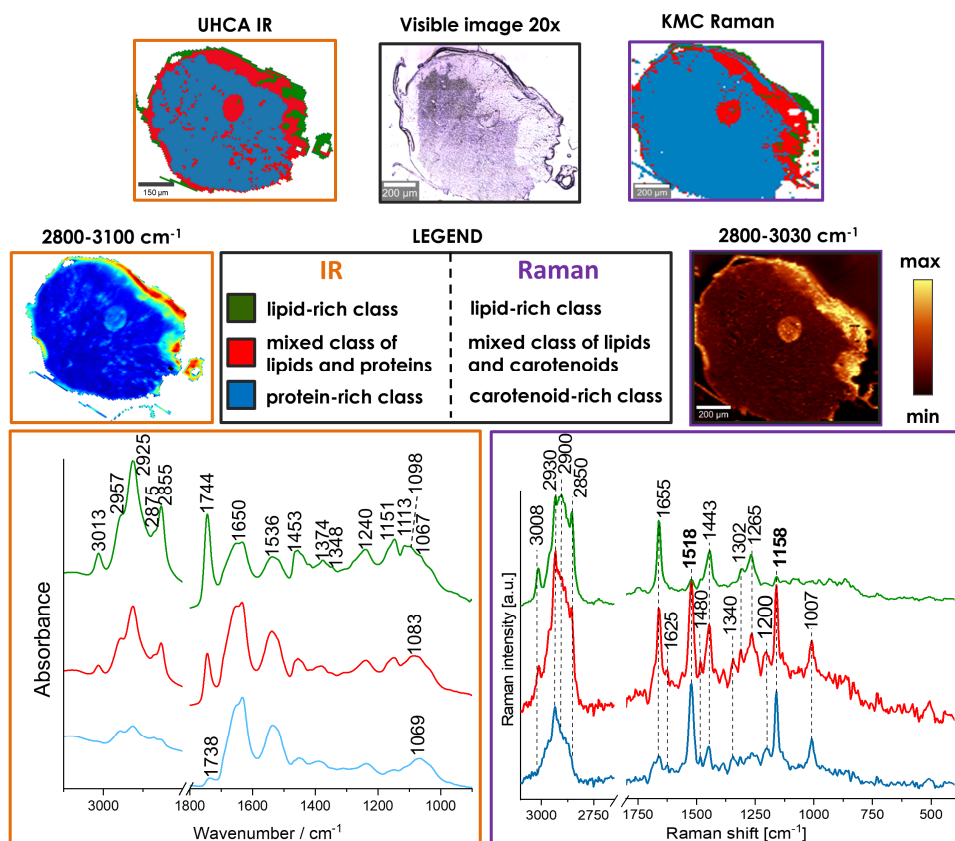 UHCA IR
Visible image 20x
KMC Raman
150 µm
200 µm
200 µm
2800-3100 cm⁻¹
LEGEND
2800-3030 cm⁻¹
IR
Raman
lipid-rich class
lipid-rich class
mixed class of
lipids and proteins
mixed class of lipids
and carotenoids
protein-rich class
carotenoid-rich class
200 µm
max
min
3013
2957
2925
2875
2855
1744
1650
1536
1453
1374
1348
1240
1151
1113
1098
1067
1083
1738
1069
Absorbance
3000
1800
1600
1400
1200
1000
Wavenumber / cm⁻¹
3008
2930
2900
2850
1655
1625
1518
1480
1443
1340
1302
1265
1200
1158
1007
Raman intensity [a.u.]
3000
2750
1750
1500
1250
1000
750
500
Raman shift [cm⁻¹]